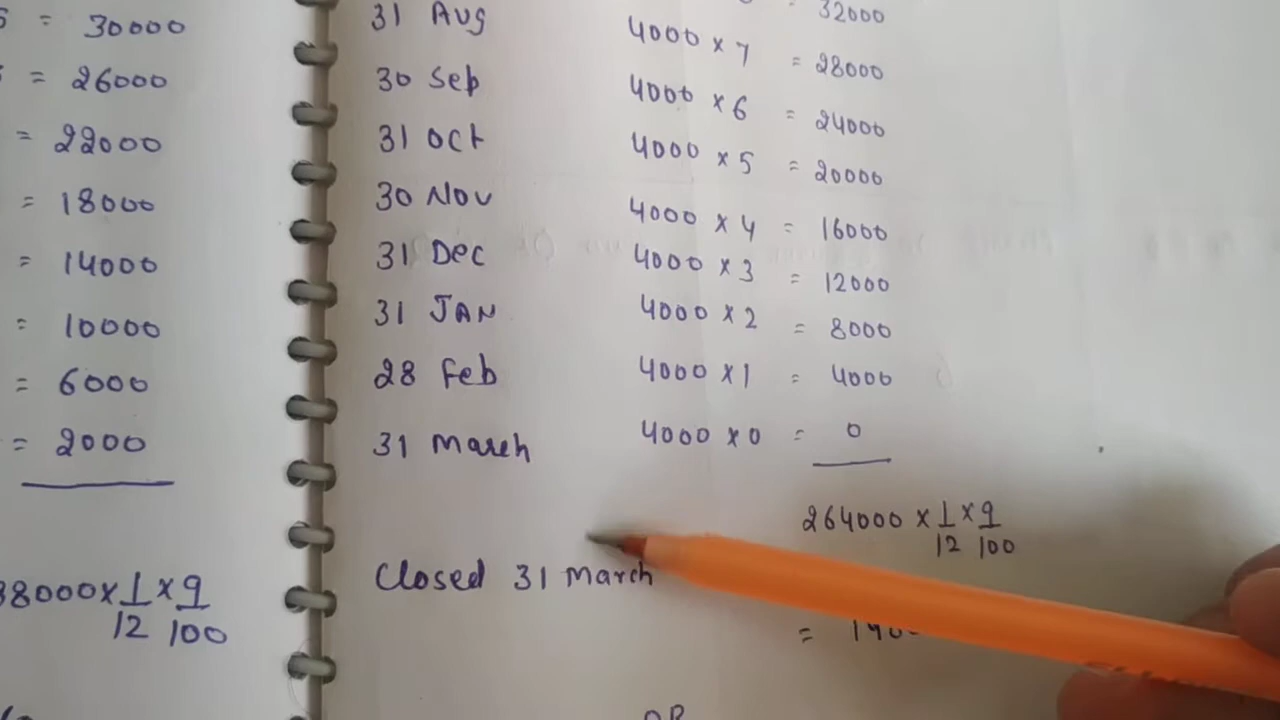 = 30000
= 26000
= 22000
= 18000
= 14000
= 10000
= 6000
= 2000
38000 × 1/12 × 9/100
32000
31 Aug 4000 × 7 = 28000
30 Sep 4000 × 6 = 24000
31 Oct 4000 × 5 = 20000
30 Nov 4000 × 4 = 16000
31 Dec 4000 × 3 = 12000
31 JAN 4000 × 2 = 8000
28 Feb 4000 × 1 = 4000
31 March 4000 × 0 = 0
264000 × 1/12 × 9/100
Closed 31 March
=
OR